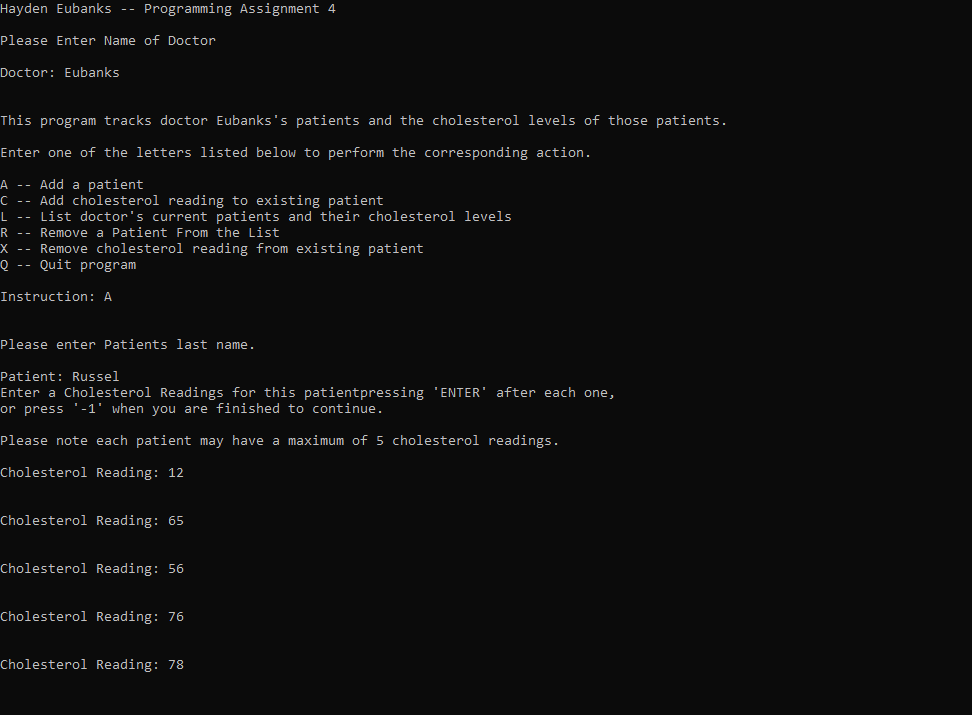 Hayden Eubanks -- Programming Assignment 4
Please Enter Name of Doctor
Doctor: Eubanks
This program tracks doctor Eubanks's patients and the cholesterol levels of those patients.
Enter one of the letters listed below to perform the corresponding action.
A -- Add a patient
C -- Add cholesterol reading to existing patient
L -- List doctor's current patients and their cholesterol levels
R -- Remove a Patient From the List
X -- Remove cholesterol reading from existing patient
Q -- Quit program
Instruction: A
Please enter Patients last name.
Patient: Russel
Enter a Cholesterol Readings for this patientpressing 'ENTER' after each one,
or press '-1' when you are finished to continue.
Please note each patient may have a maximum of 5 cholesterol readings.
Cholesterol Reading: 12
Cholesterol Reading: 65
Cholesterol Reading: 56
Cholesterol Reading: 76
Cholesterol Reading: 78